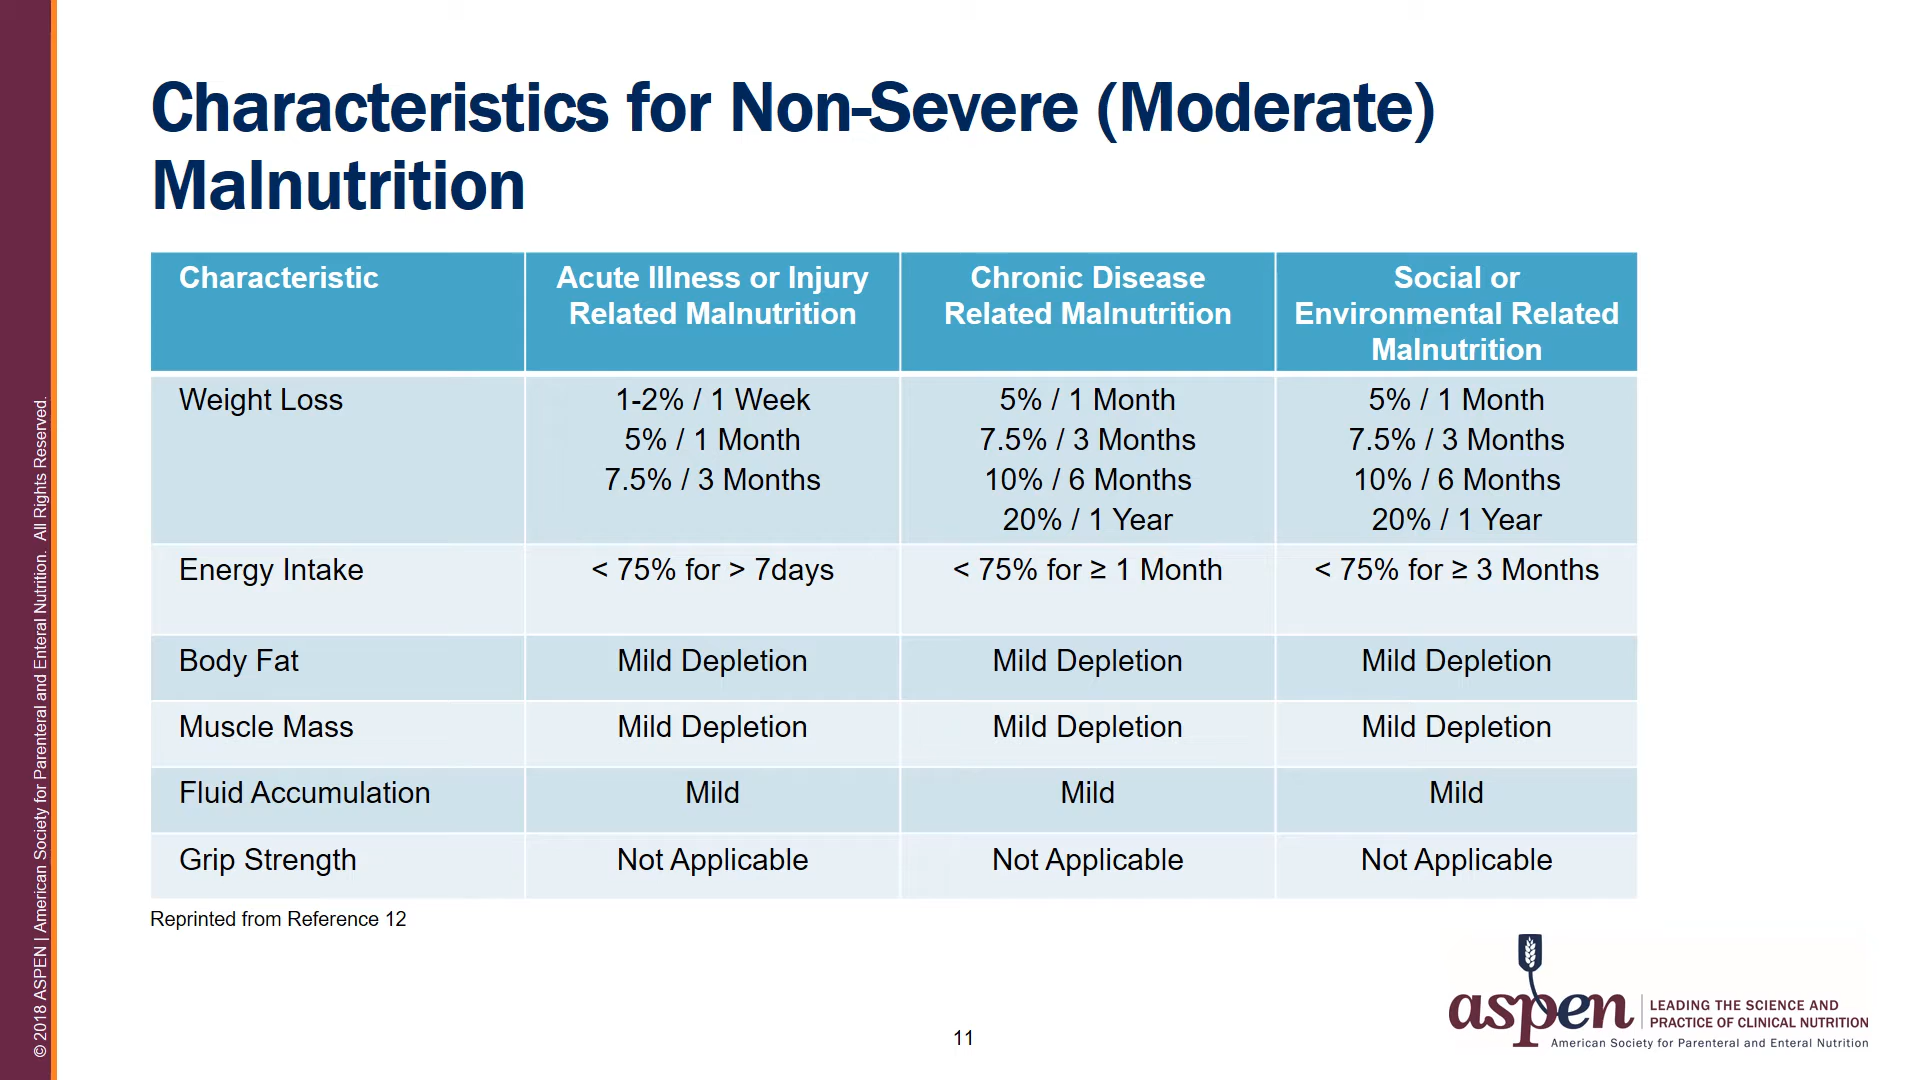 Characteristics for Non-Severe (Moderate)
Malnutrition
Characteristic
Acute Illness or Injury
Related Malnutrition
Chronic Disease
Related Malnutrition
Social or
Environmental Related
Malnutrition
Weight Loss
1-2% / 1 Week
5% / 1 Month
7.5% / 3 Months
5% / 1 Month
7.5% / 3 Months
10% / 6 Months
20% / 1 Year
5% / 1 Month
7.5% / 3 Months
10% / 6 Months
20% / 1 Year
Energy Intake
< 75% for > 7days
< 75% for ≥ 1 Month
< 75% for ≥ 3 Months
Body Fat
Mild Depletion
Mild Depletion
Mild Depletion
Muscle Mass
Mild Depletion
Mild Depletion
Mild Depletion
Fluid Accumulation
Mild
Mild
Mild
Grip Strength
Not Applicable
Not Applicable
Not Applicable
Reprinted from Reference 12
11
aspen
LEADING THE SCIENCE AND
PRACTICE OF CLINICAL NUTRITION
American Society for Parenteral and Enteral Nutrition
© 2018 ASPEN | American Society for Parenteral and Enteral Nutrition. All Rights Reserved.